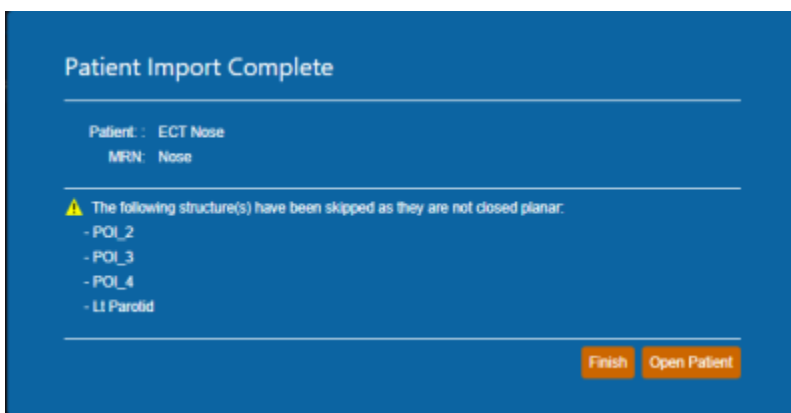 Patient Import Complete
Patient: : ECT Nose
MRN: Nose
The following structure(s) have been skipped as they are not closed planar:
- POI_2
- POI_3
- POI_4
- Lt Parotid
Finish Open Patient